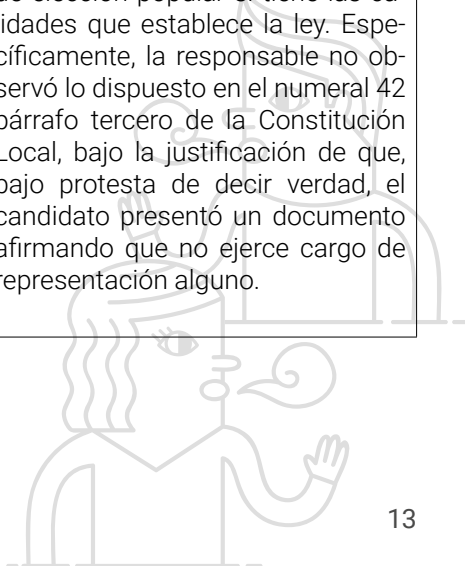 idades que establece la ley. Espe-
cíficamente, la responsable no ob-
servó lo dispuesto en el numeral 42
párrafo tercero de la Constitución
Local, bajo la justificación de que,
bajo protesta de decir verdad, el
candidato presentó un documento
afirmando que no ejerce cargo de
representación alguno.
13